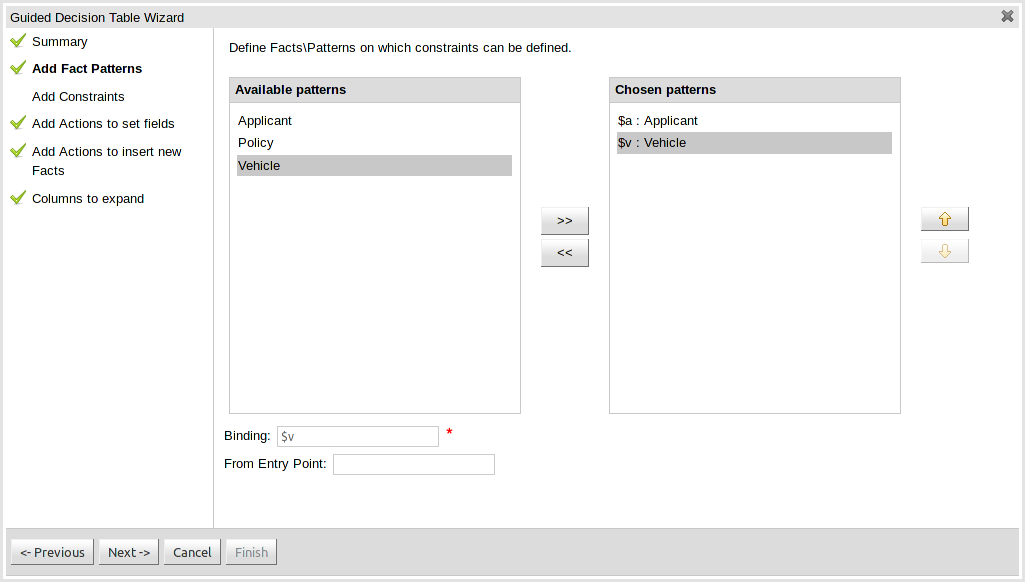 Guided Decision Table Wizard
Summary
Add Fact Patterns
Add Constraints
Add Actions to set fields
Add Actions to insert new
Facts
Columns to expand
Define Facts\Patterns on which constraints can be defined.
Available patterns
Applicant
Policy
Vehicle
>>
<<
Chosen patterns
$a : Applicant
$v : Vehicle
Binding: $v *
From Entry Point:
<- Previous
Next ->
Cancel
Finish